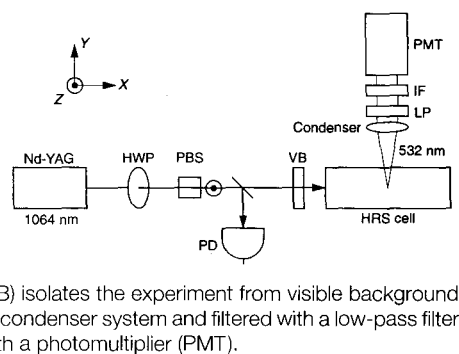 PMT
Y
X
Z
IF
LP
Condenser
532 nm
Nd-YAG
HWP
PBS
VB
1064 nm
HRS cell
PD
B) isolates the experiment from visible background
condenser system and filtered with a low-pass filter
th a photomultiplier (PMT).